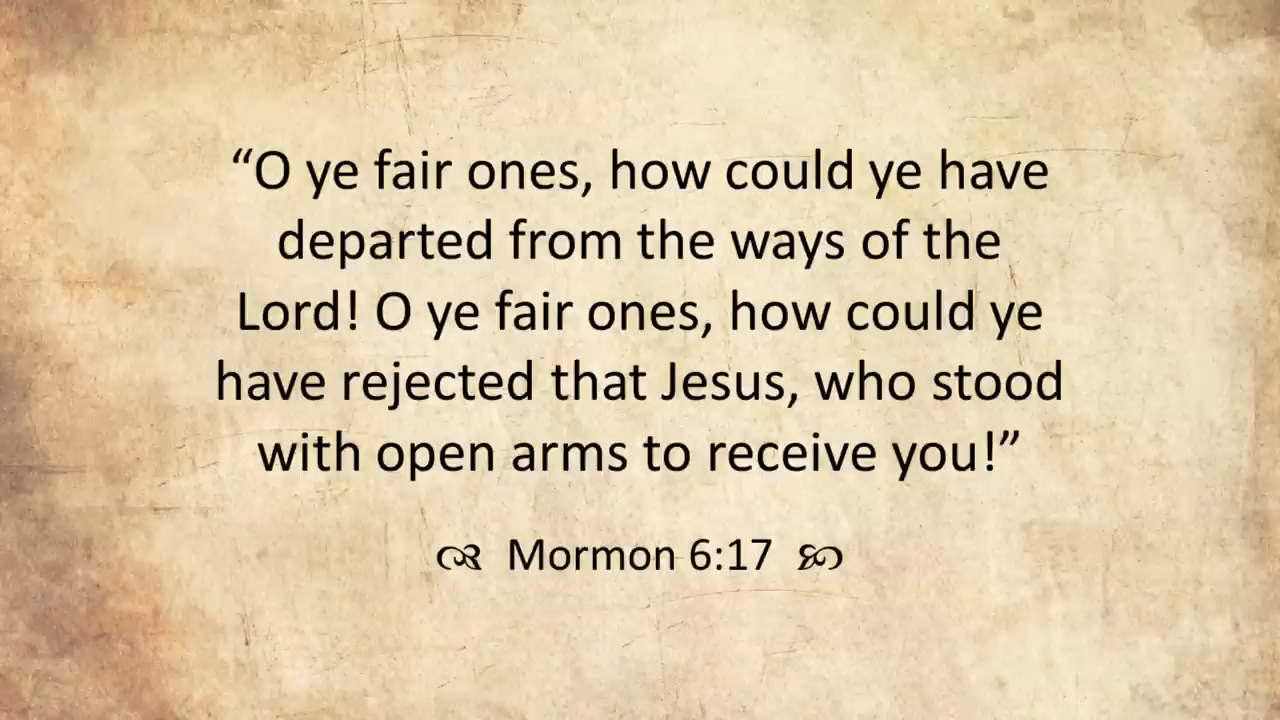 “O ye fair ones, how could ye have
departed from the ways of the
Lord! O ye fair ones, how could ye
have rejected that Jesus, who stood
with open arms to receive you!”
Mormon 6:17